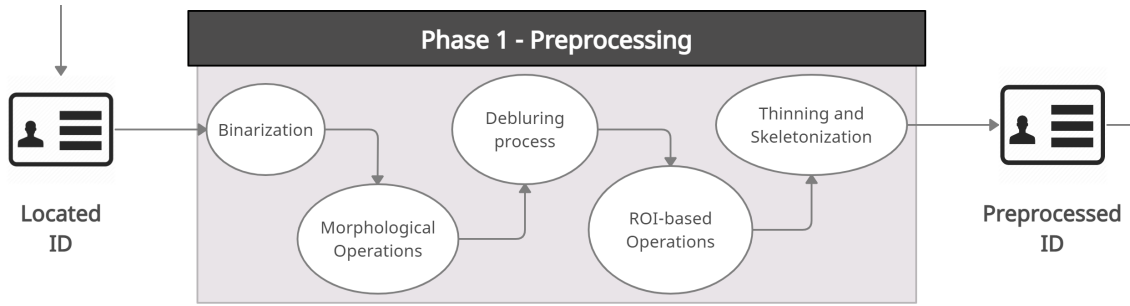 Phase 1 - Preprocessing
Located
ID
Binarization
Morphological
Operations
Debluring
process
ROI-based
Operations
Thinning and
Skeletonization
Preprocessed
ID